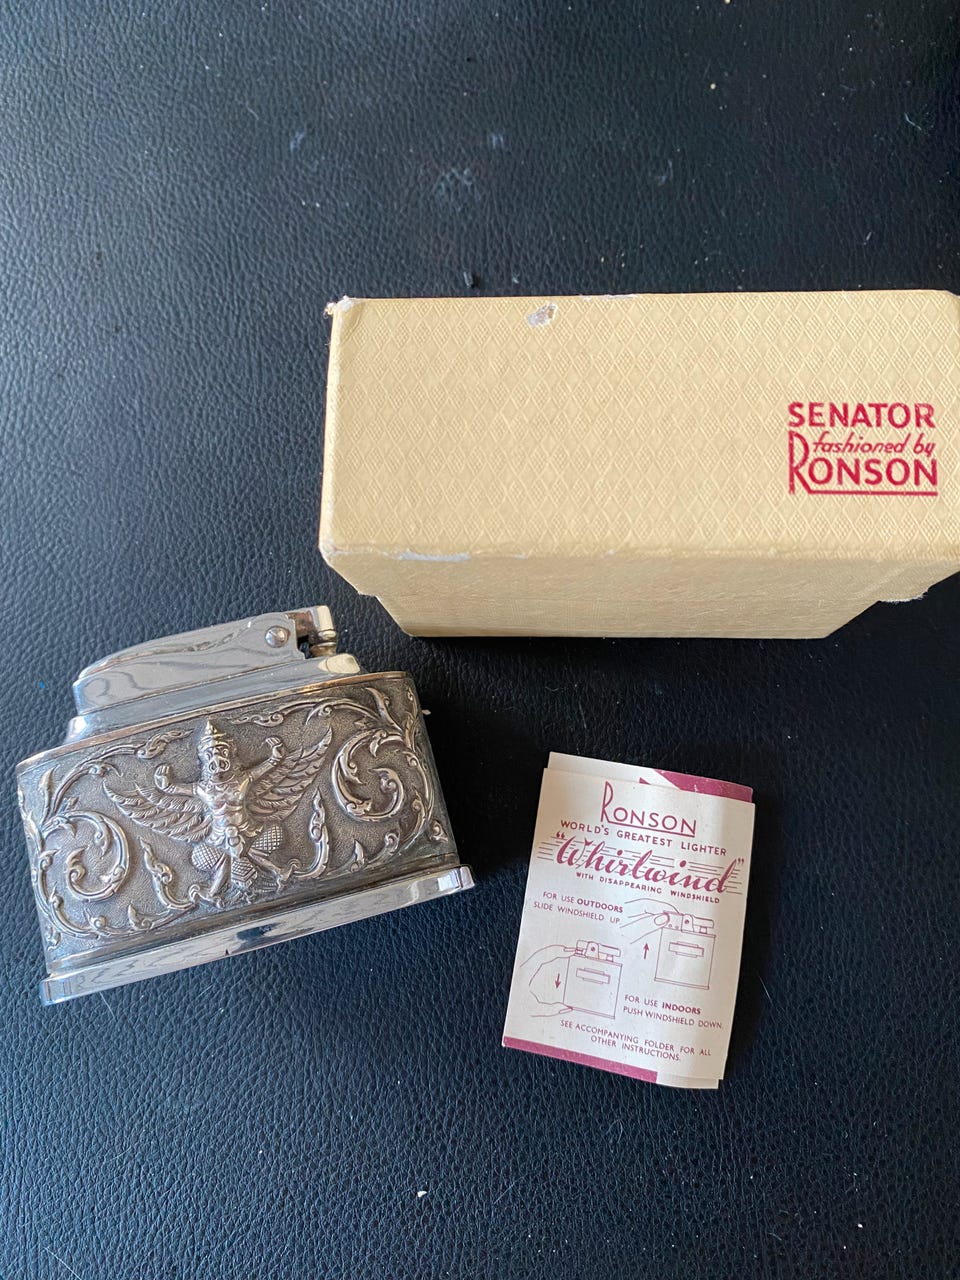 SENATOR
fashioned by
RONSON
RONSON
WORLD'S GREATEST LIGHTER
"Whirlwind"
WITH DISAPPEARING WINDSHIELD
FOR USE OUTDOORS
SLIDE WINDSHIELD UP.
FOR USE INDOORS
PUSH WINDSHIELD DOWN.
SEE ACCOMPANYING FOLDER FOR ALL
OTHER INSTRUCTIONS.